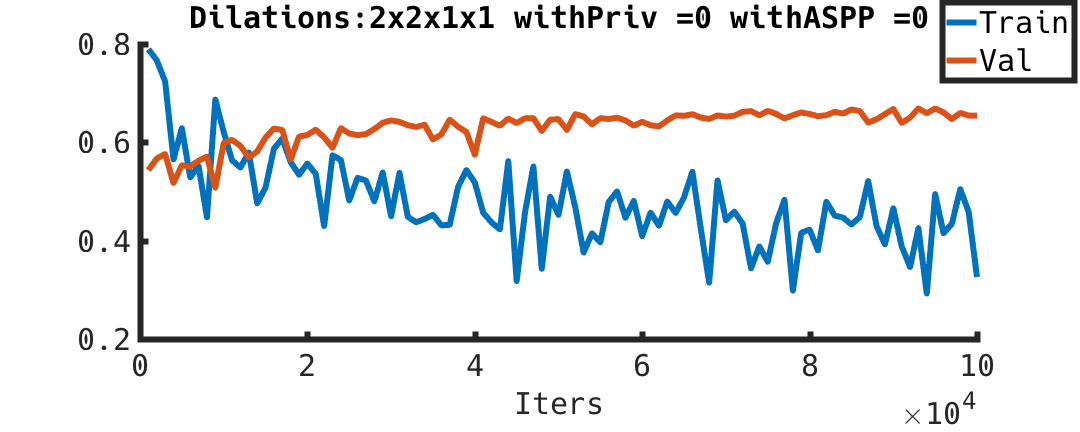 Dilations:2x2x1x1 withPriv =0 withASPP =0
Train
Val
0.8
0.6
0.4
0.2
0 2 4 6 8 10
Iters
×10⁴